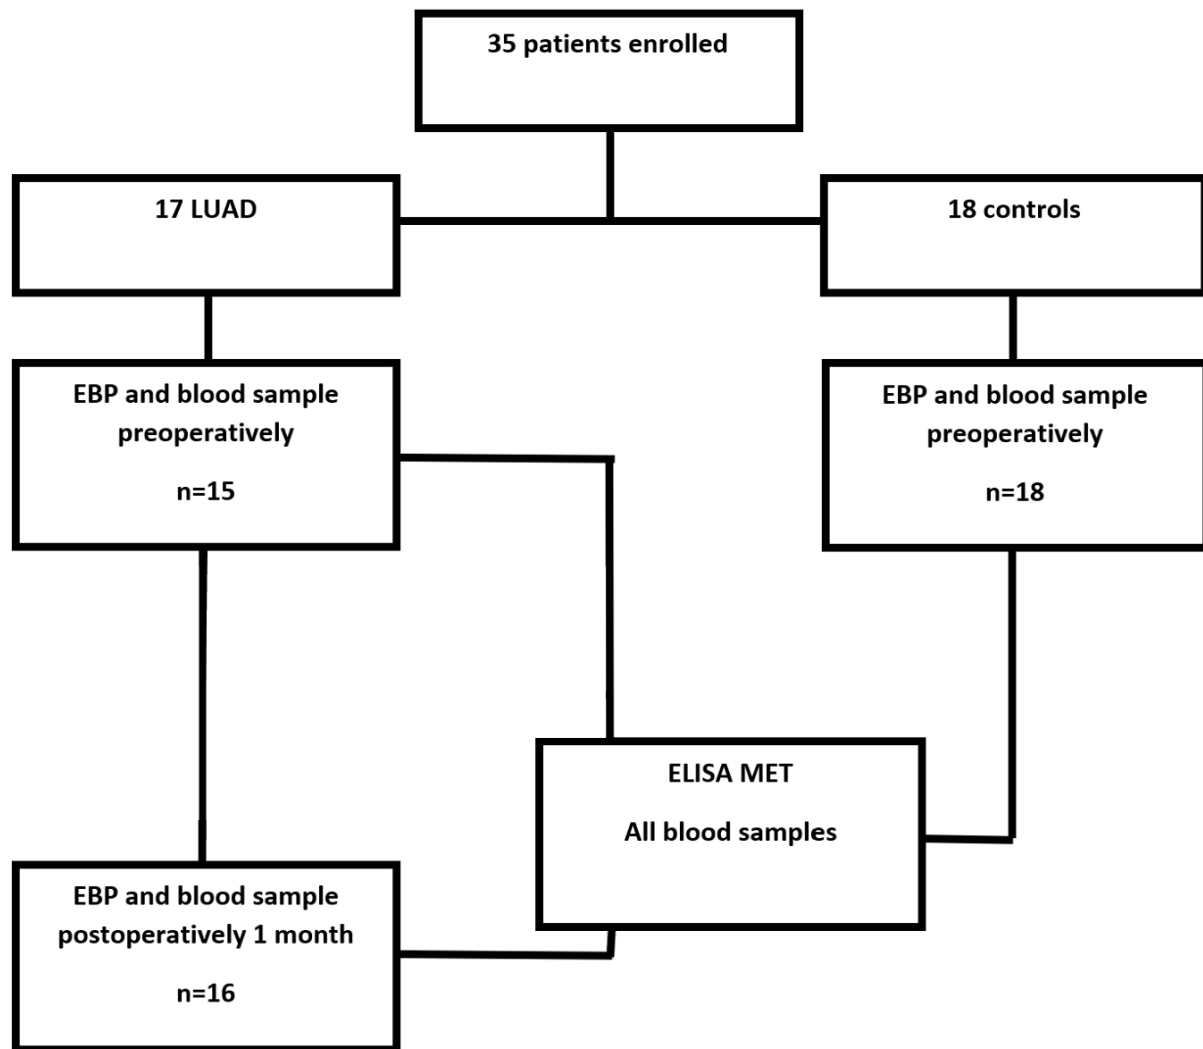 35 patients enrolled
17 LUAD
18 controls
EBP and blood sample
preoperatively
n=15
EBP and blood sample
preoperatively
n=18
ELISA MET
All blood samples
EBP and blood sample
postoperatively 1 month
n=16